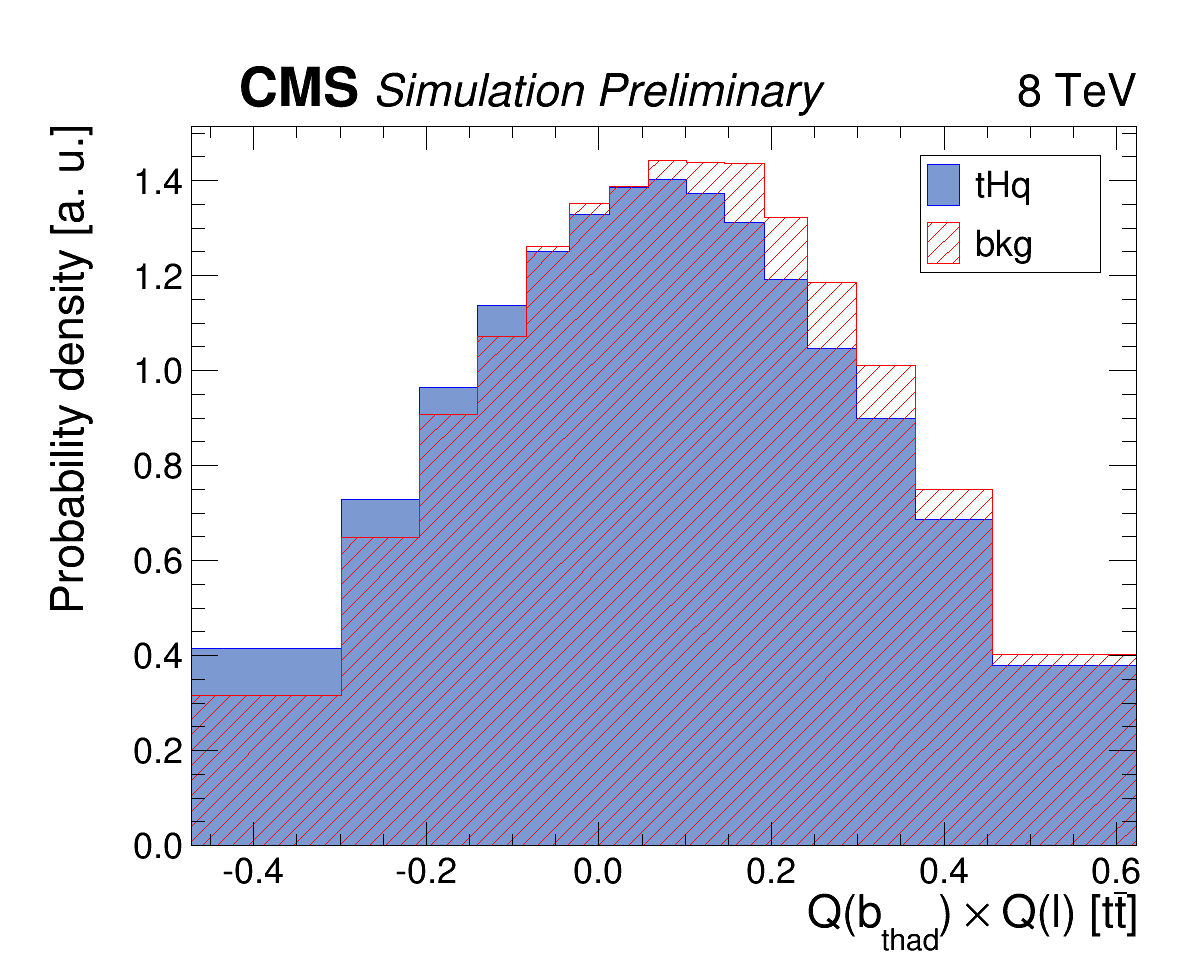 CMS Simulation Preliminary 8 TeV
Probability density [a. u.]
1.4
1.2
1.0
0.8
0.6
0.4
0.2
0.0
tHq
bkg
-0.4 -0.2 0.0 0.2 0.4 0.6
Q(b_thad) × Q(l) [tt̄]